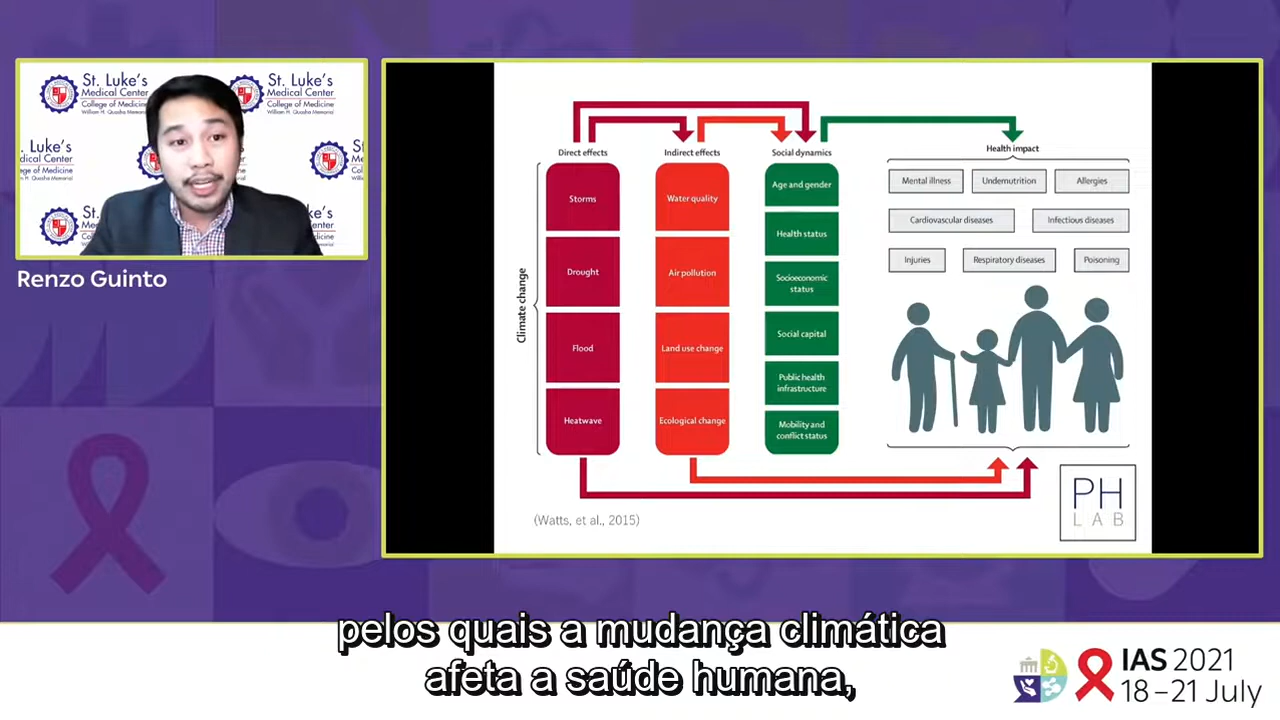 St. Luke's
Medical Center
College of Medicine
William H. Quasha Memorial
St. Luke's
Medical Center
College of Medicine
William H. Quasha Memorial
. Luke's
dical Center
ege of Medicine
m H. Quasha Memorial
St.
Me
ke's
Center
Medicine
Renzo Guinto
Direct effects
Indirect effects
Social dynamics
Health impact
Climate change
Storms
Drought
Flood
Heatwave
Water quality
Air pollution
Land use change
Ecological change
Age and gender
Health status
Socioeconomic
status
Social capital
Public health
infrastructure
Mobility and
conflict status
Mental illness
Undernutrition
Allergies
Cardiovascular diseases
Infectious diseases
Injuries
Respiratory diseases
Poisoning
(Watts, et al., 2015)
PH
LAB
pelos quais a mudança climática
afeta a saúde humana,
IAS 2021
18–21 July